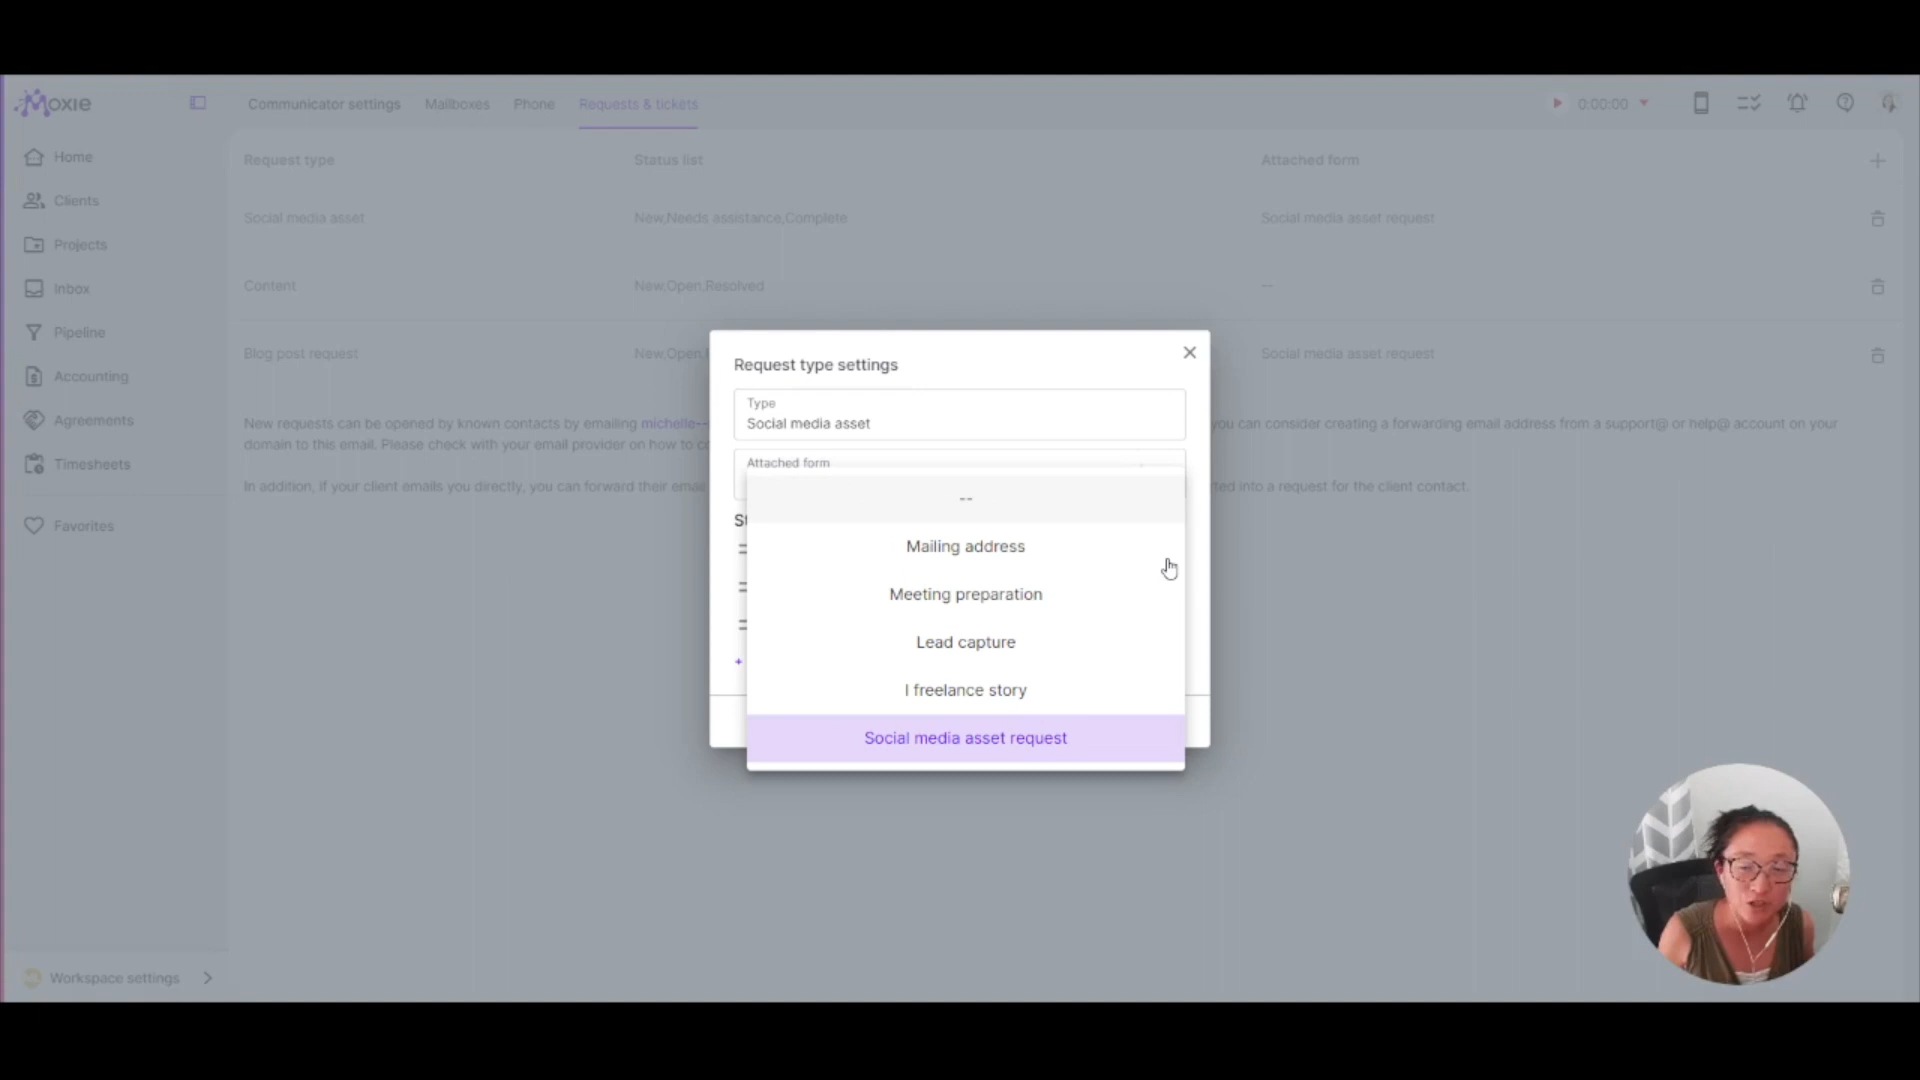 Moxie
Communicator settings
Mailboxes
Phone
Requests & tickets
0:00:00
Home
Clients
Projects
Inbox
Pipeline
Accounting
Agreements
Timesheets
Favorites
Workspace settings
Request type
Status list
Attached form
Social media asset
New,Needs assistance,Complete
Social media asset request
Content
New,Open,Resolved
--
Blog post request
New,Open,
Social media asset request
New requests can be opened by known contacts by emailing michelle-- you can consider creating a forwarding email address from a support@ or help@ account on your
domain to this email. Please check with your email provider on how to
In addition, if your client emails you directly, you can forward their into a request for the client contact.
Request type settings
Type
Social media asset
Attached form
--
Mailing address
Meeting preparation
Lead capture
I freelance story
Social media asset request
+